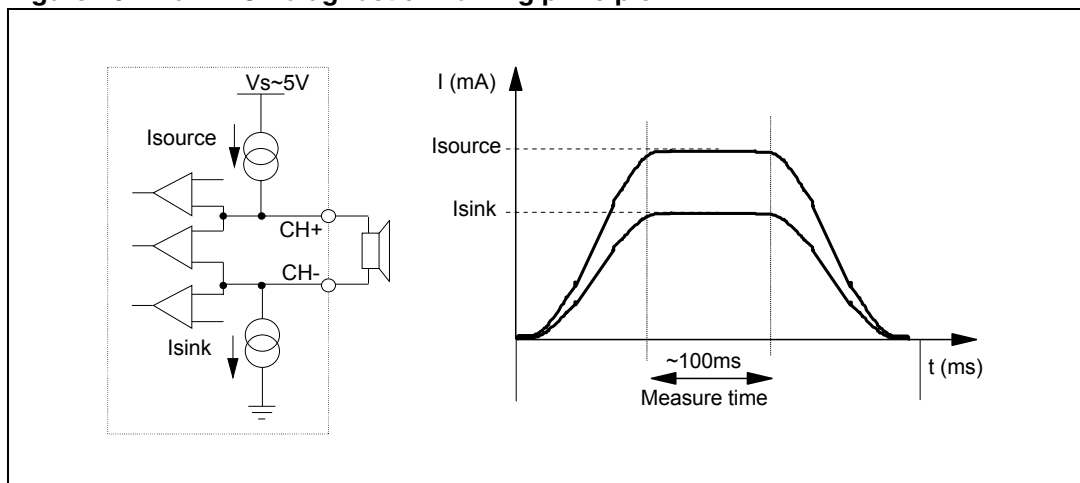 Vs~5V
Isource
CH+
CH-
Isink
I (mA)
Isource
Isink
~100ms
Measure time
t (ms)